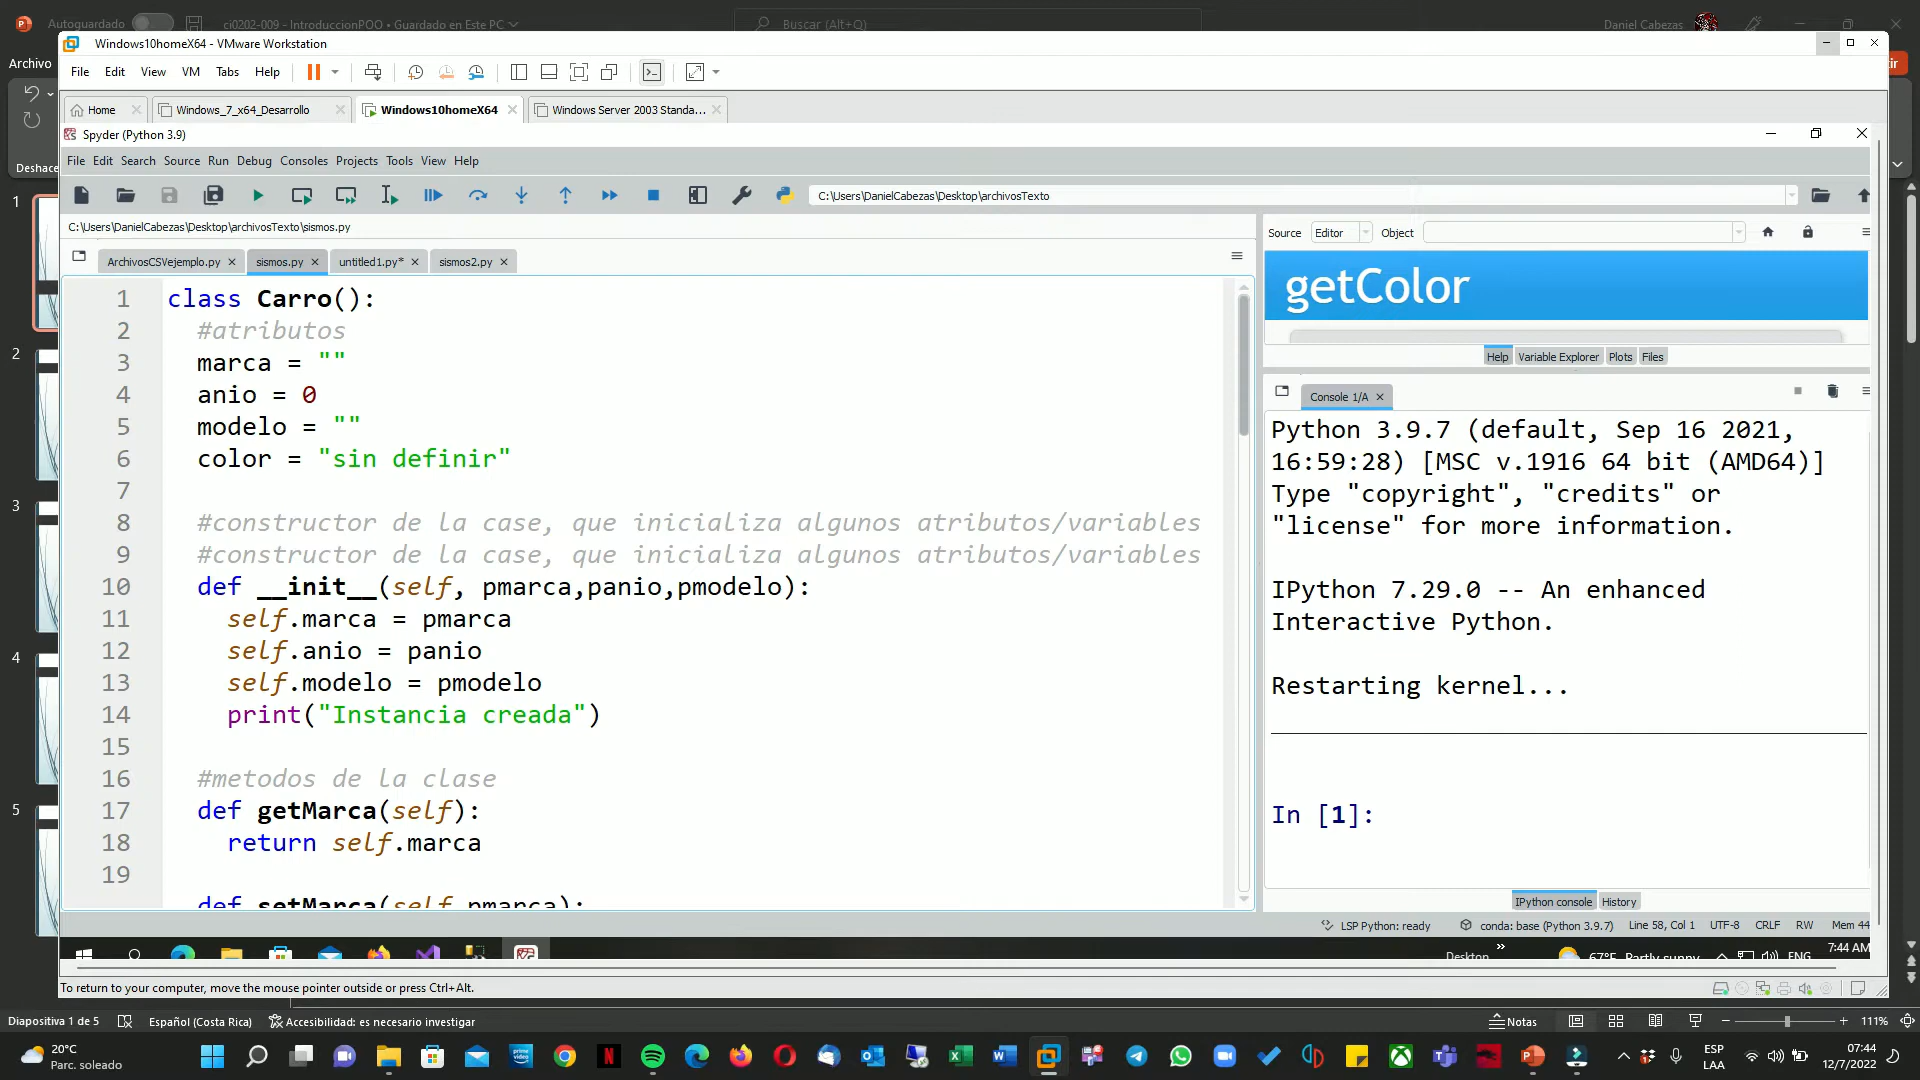 Autoguardado
ci0202-009 - IntroduccionPOO • Guardado en Este PC
Buscar (Alt+Q)
Daniel Cabezas
Archivo
Deshace
1
2
3
4
5
Windows10homeX64 - VMware Workstation
File Edit View VM Tabs Help
Home
Windows_7_x64_Desarrollo
Windows10homeX64
Windows Server 2003 Standa...
Spyder (Python 3.9)
File Edit Search Source Run Debug Consoles Projects Tools View Help
C:\Users\DanielCabezas\Desktop\archivosTexto
C:\Users\DanielCabezas\Desktop\archivosTexto\sismos.py
ArchivosCSVejemplo.py
sismos.py
untitled1.py*
sismos2.py
1 class Carro():
2 #atributos
3 marca = ""
4 anio = 0
5 modelo = ""
6 color = "sin definir"
7
8 #constructor de la case, que inicializa algunos atributos/variables
9 #constructor de la case, que inicializa algunos atributos/variables
10 def __init__(self, pmarca,panio,pmodelo):
11 self.marca = pmarca
12 self.anio = panio
13 self.modelo = pmodelo
14 print("Instancia creada")
15
16 #metodos de la clase
17 def getMarca(self):
18 return self.marca
19
def setMarca(self,pmarca):
Source Editor Object
getColor
Help Variable Explorer Plots Files
Console 1/A
Python 3.9.7 (default, Sep 16 2021,
16:59:28) [MSC v.1916 64 bit (AMD64)]
Type "copyright", "credits" or
"license" for more information.
IPython 7.29.0 -- An enhanced
Interactive Python.
Restarting kernel...
In [1]:
IPython console History
LSP Python: ready
conda: base (Python 3.9.7)
Line 58, Col 1
UTF-8
CRLF
RW
Mem 44
Desktop
67°F Partly sunny
ENG
7:44 AM
To return to your computer, move the mouse pointer outside or press Ctrl+Alt.
Diapositiva 1 de 5
Español (Costa Rica)
Accesibilidad: es necesario investigar
Notas
111%
20°C
Parc. soleado
ESP
LAA
07:44
12/7/2022